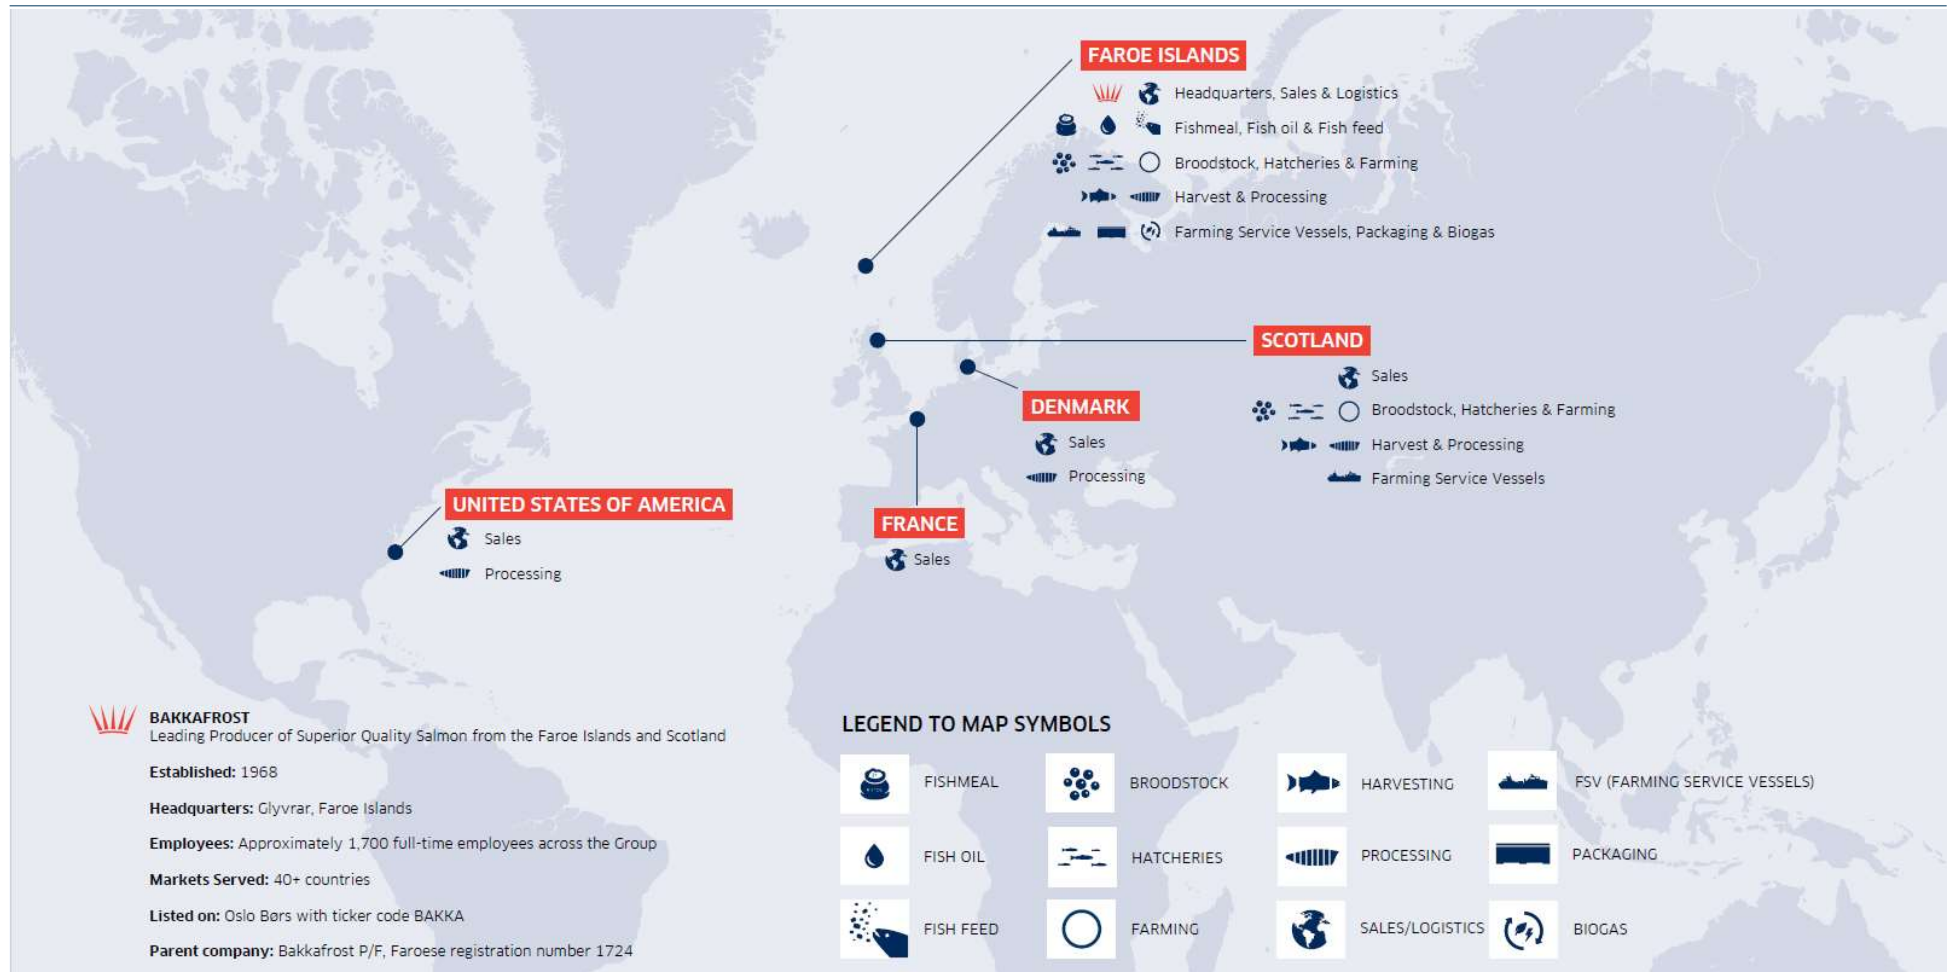 FAROE ISLANDS
Headquarters, Sales & Logistics
Fishmeal, Fish oil & Fish feed
Broodstock, Hatcheries & Farming
Harvest & Processing
Farming Service Vessels, Packaging & Biogas
SCOTLAND
Sales
Broodstock, Hatcheries & Farming
Harvest & Processing
Farming Service Vessels
DENMARK
Sales
Processing
FRANCE
Sales
UNITED STATES OF AMERICA
Sales
Processing
BAKKAFROST
Leading Producer of Superior Quality Salmon from the Faroe Islands and Scotland
Established: 1968
Headquarters: Glyvrar, Faroe Islands
Employees: Approximately 1,700 full-time employees across the Group
Markets Served: 40+ countries
Listed on: Oslo Børs with ticker code BAKKA
Parent company: Bakkafrost P/F, Faroese registration number 1724
LEGEND TO MAP SYMBOLS
FISHMEAL
BROODSTOCK
HARVESTING
FSV (FARMING SERVICE VESSELS)
FISH OIL
HATCHERIES
PROCESSING
PACKAGING
FISH FEED
FARMING
SALES/LOGISTICS
BIOGAS